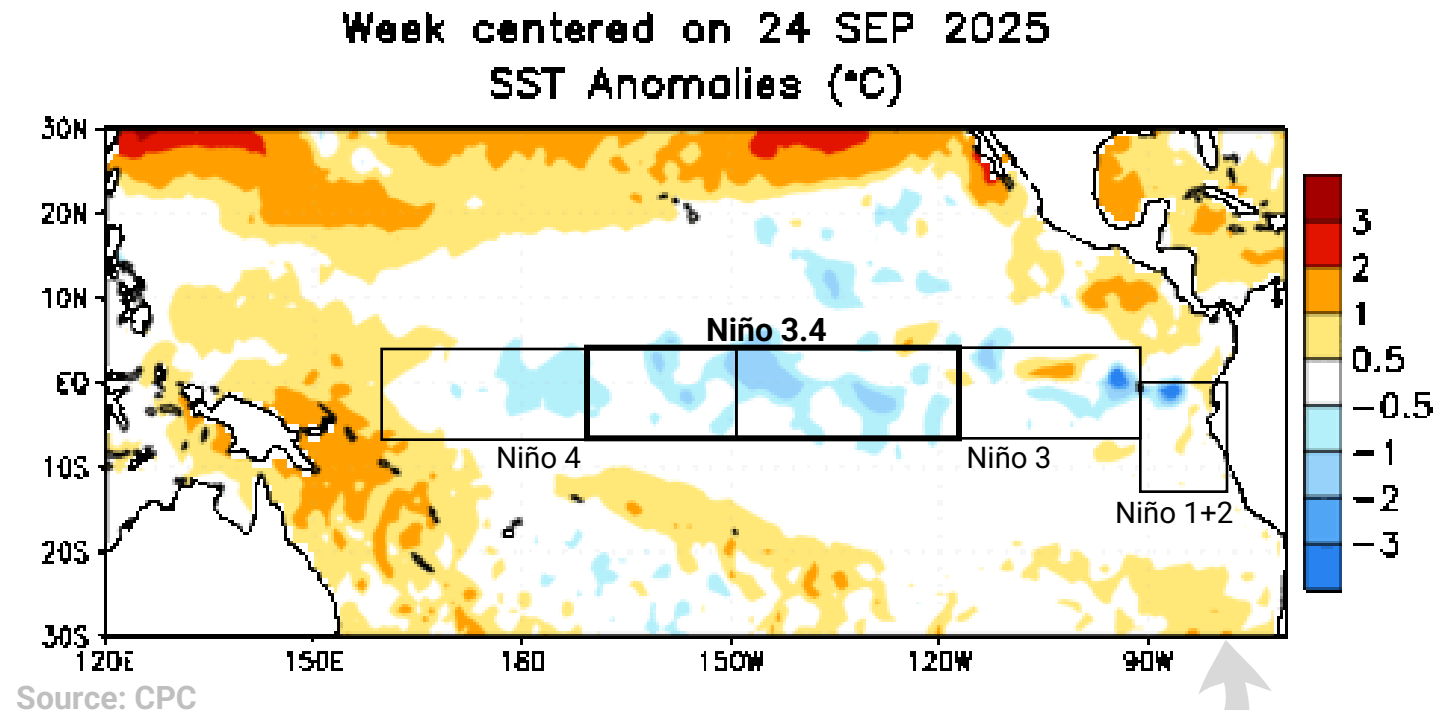 Week centered on 24 SEP 2025
SST Anomalies (°C)
30N
20N
10N
EQ
10S
20S
30S
120E
150E
180
150W
120W
90W
Niño 3.4
Niño 4
Niño 3
Niño 1+2
3
2
1
0.5
−0.5
−1
−2
−3
Source: CPC